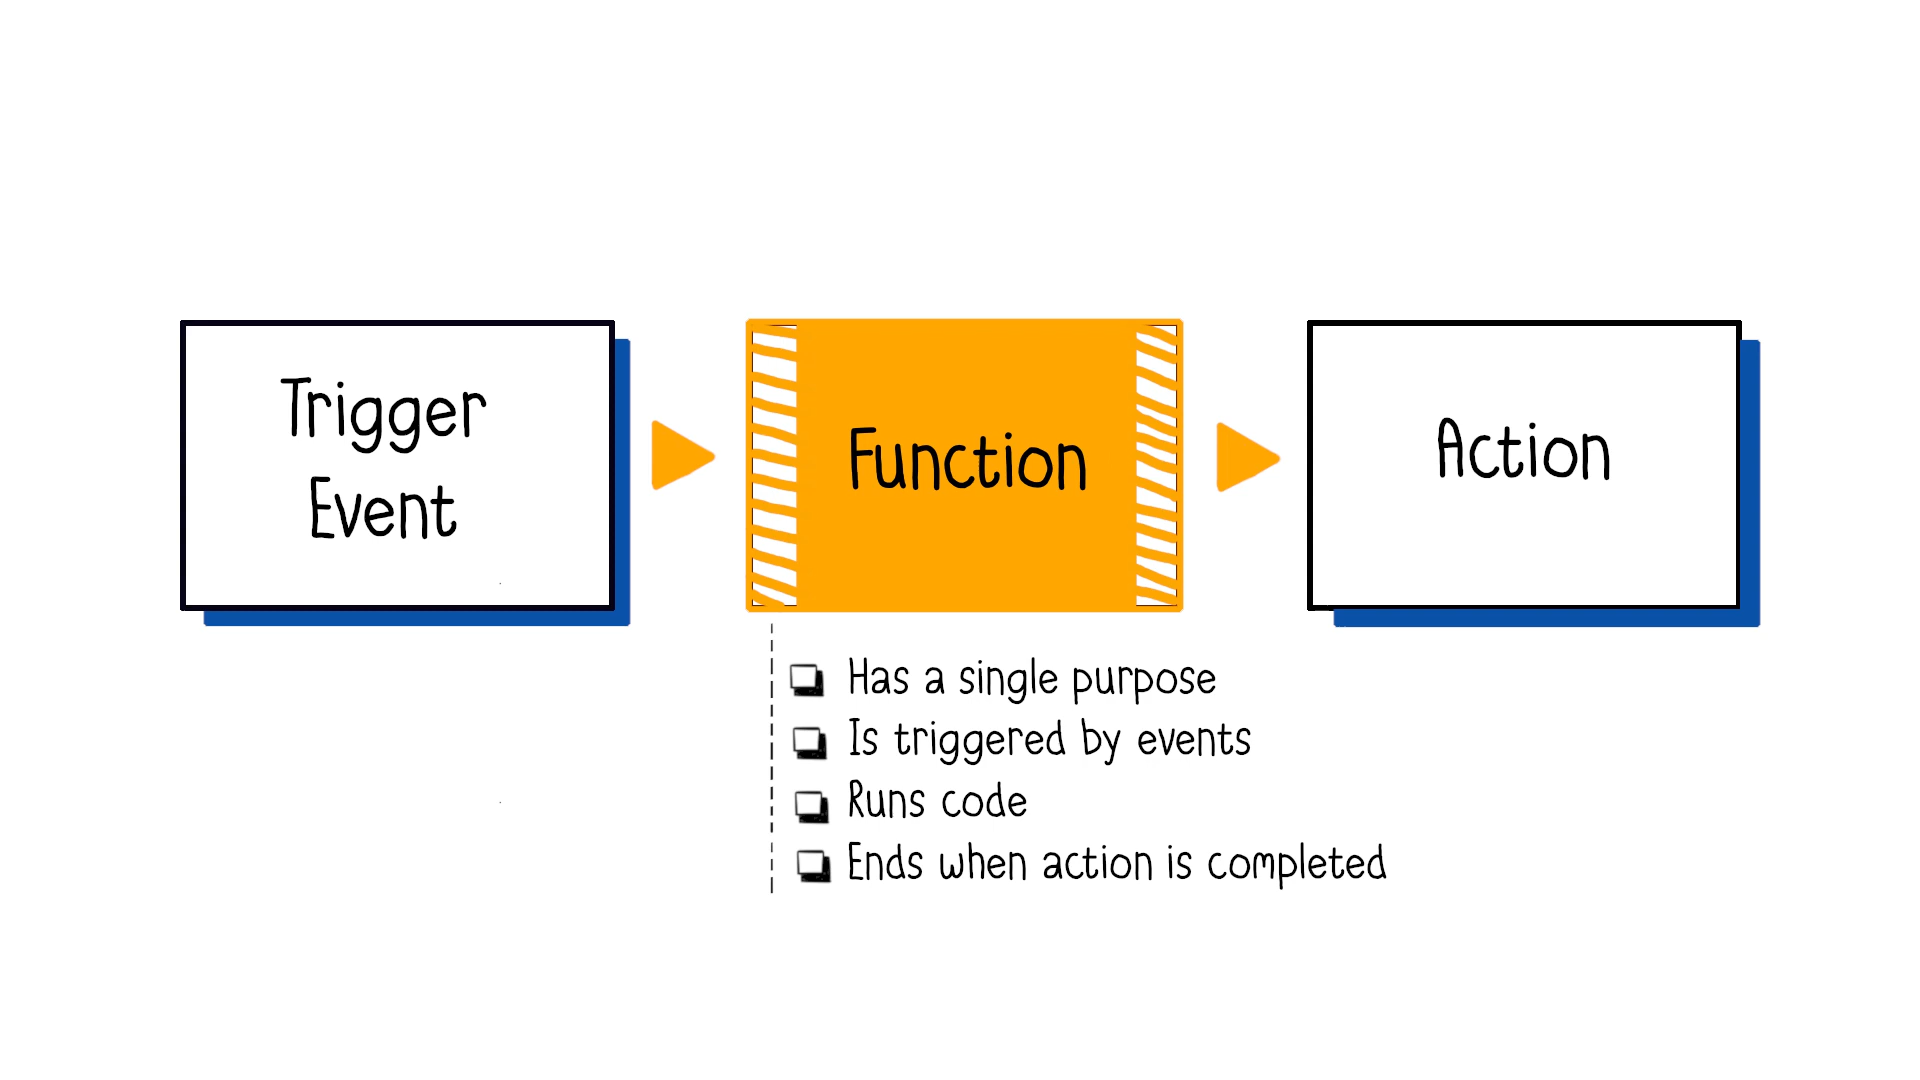 Trigger
Event
Function
Action
Has a single purpose
Is triggered by events
Runs code
Ends when action is completed